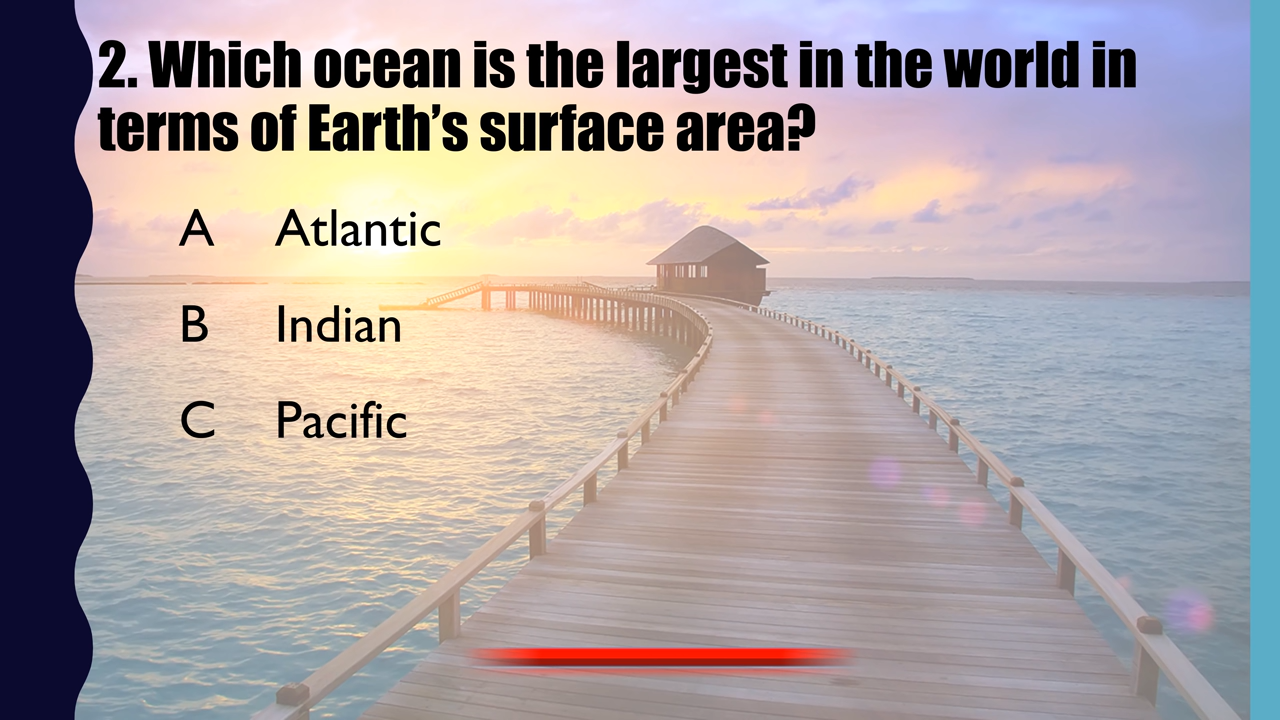 2. Which ocean is the largest in the world in
terms of Earth’s surface area?
A Atlantic
B Indian
C Pacific